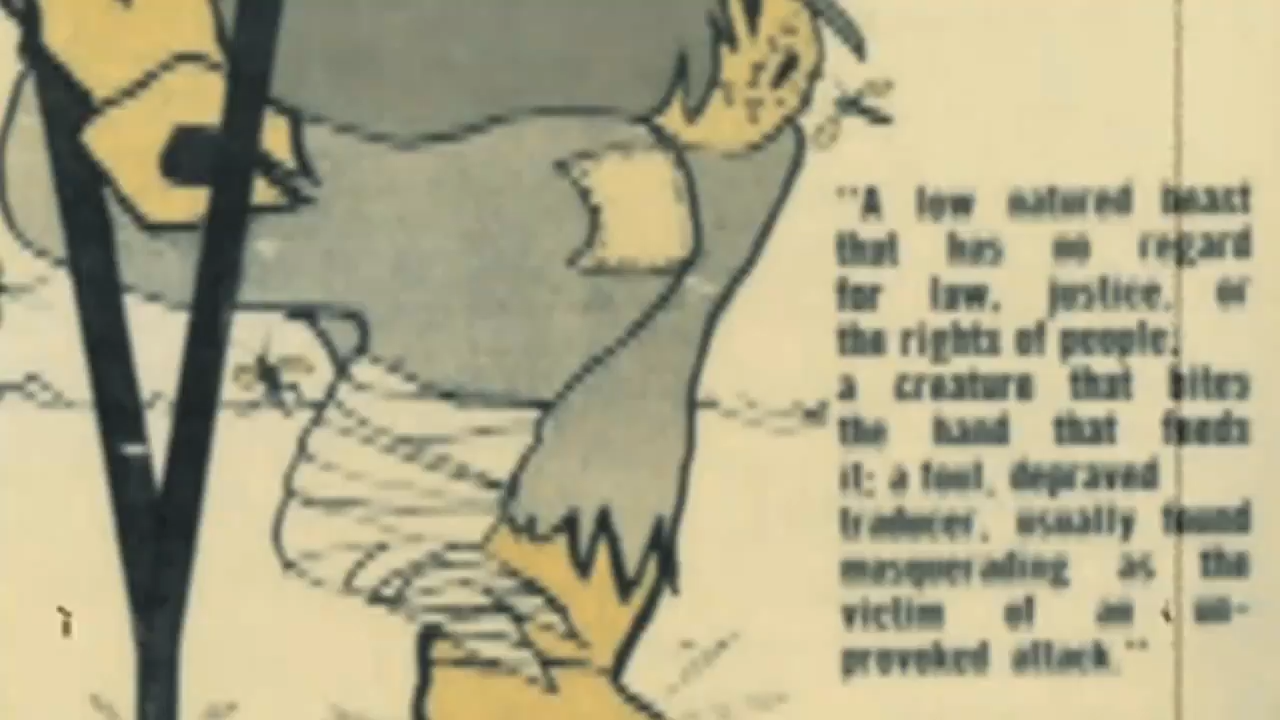 "A low natured beast
that has no regard
for law, justice, or
the rights of people;
a creature that bites
the hand that feeds
it; a foul, depraved
traducer, usually found
masquerading as the
victim of an un-
provoked attack."